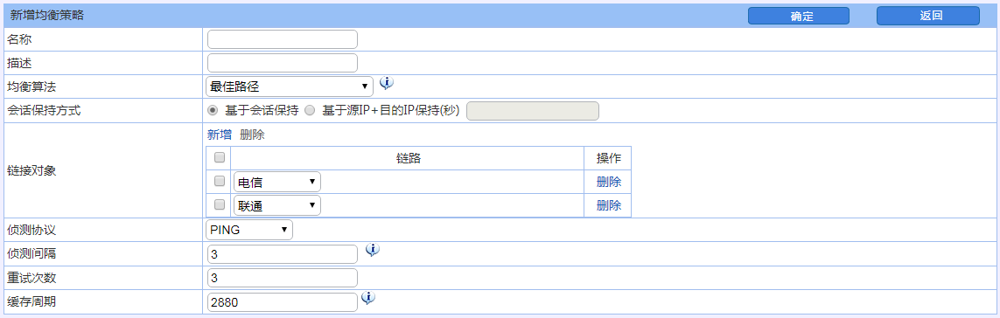 新增均衡策略 确定 返回
名称
描述
均衡算法 最佳路径
会话保持方式 基于会话保持 基于源IP+目的IP保持(秒)
链接对象 新增 删除
链路 操作
电信 删除
联通 删除
侦测协议 PING
侦测间隔 3
重试次数 3
缓存周期 2880